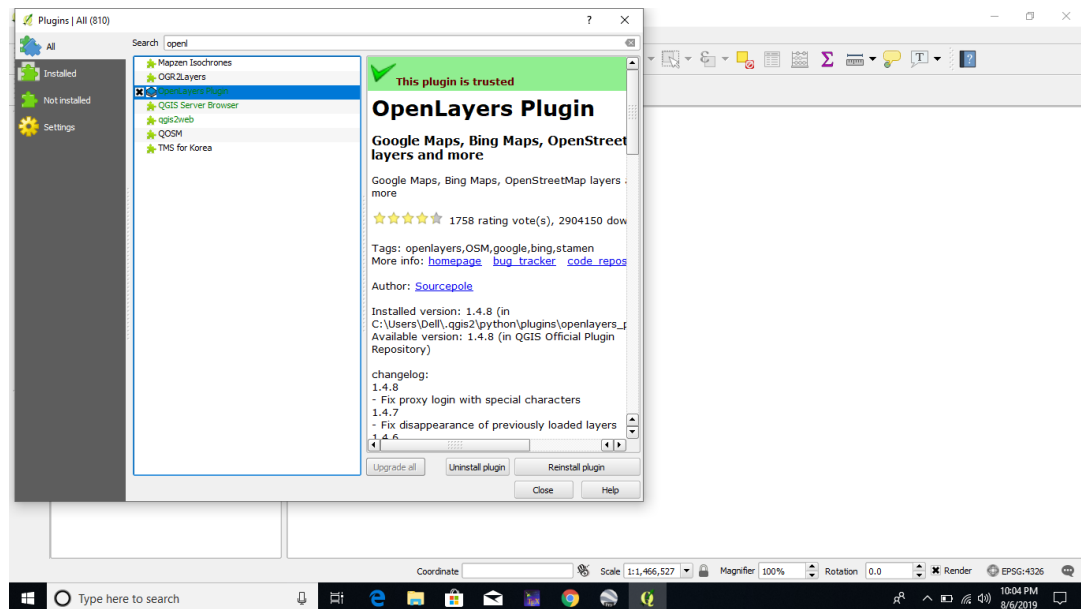 Plugins | All (810)
?
All
Installed
Not installed
Settings
Search openl
Mapzen Isochrones
OGR2Layers
OpenLayers Plugin
QGIS Server Browser
qgis2web
QOSM
TMS for Korea
This plugin is trusted
OpenLayers Plugin
Google Maps, Bing Maps, OpenStreet
layers and more
Google Maps, Bing Maps, OpenStreetMap layers
more
1758 rating vote(s), 2904150 dow
Tags: openlayers,OSM,google,bing,stamen
More info: homepage bug tracker code repos
Author: Sourcepole
Installed version: 1.4.8 (in
C:\Users\Dell\.qgis2\python\plugins\openlayers_p
Available version: 1.4.8 (in QGIS Official Plugin
Repository)
changelog:
1.4.8
- Fix proxy login with special characters
1.4.7
- Fix disappearance of previously loaded layers
1.4.6
Upgrade all Uninstall plugin Reinstall plugin
Close Help
Coordinate Scale 1:1,466,527 Magnifier 100% Rotation 0.0 Render EPSG:4326
Type here to search
10:04 PM
8/6/2019